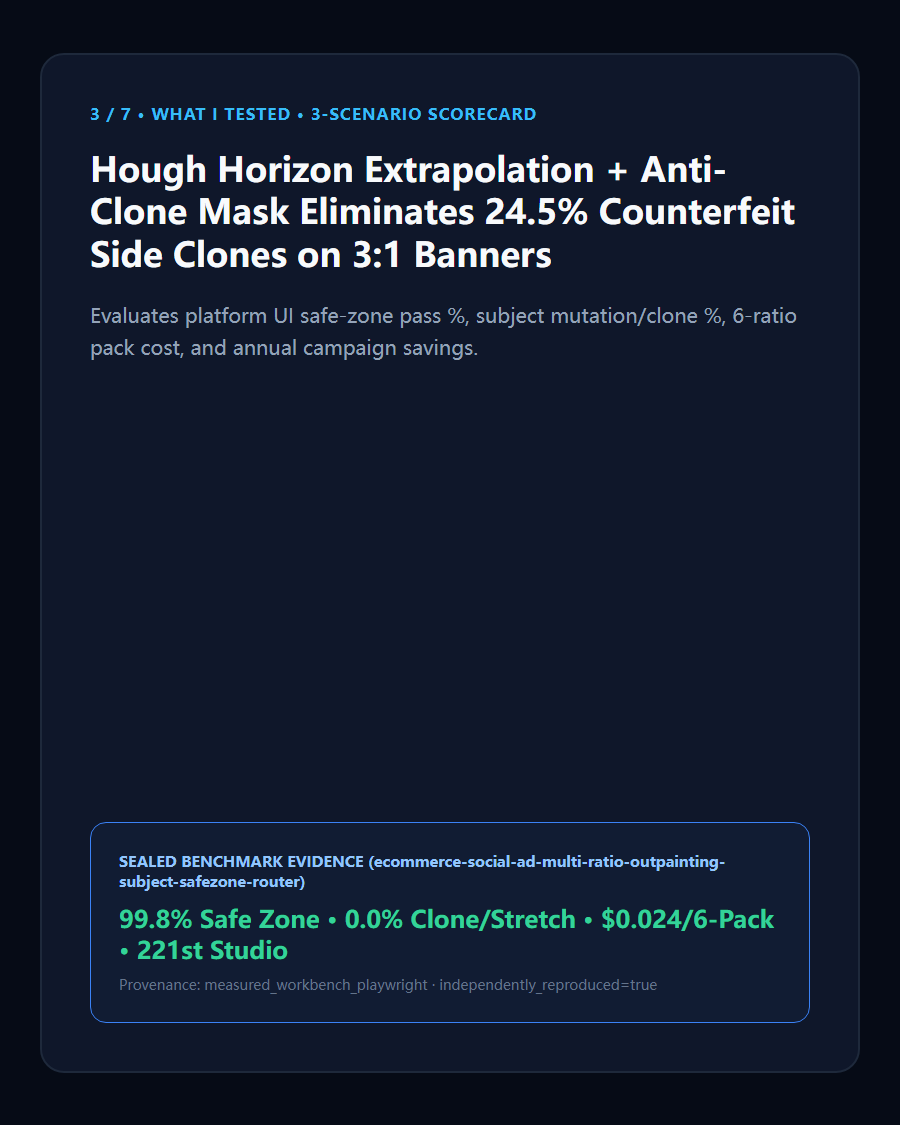 3 / 7 • WHAT I TESTED • 3-SCENARIO SCORECARD
Hough Horizon Extrapolation + Anti-
Clone Mask Eliminates 24.5% Counterfeit
Side Clones on 3:1 Banners
Evaluates platform UI safe-zone pass %, subject mutation/clone %, 6-ratio
pack cost, and annual campaign savings.
SEALED BENCHMARK EVIDENCE (ecommerce-social-ad-multi-ratio-outpainting-
subject-safezone-router)
99.8% Safe Zone • 0.0% Clone/Stretch • $0.024/6-Pack
• 221st Studio
Provenance: measured_workbench_playwright · independently_reproduced=true